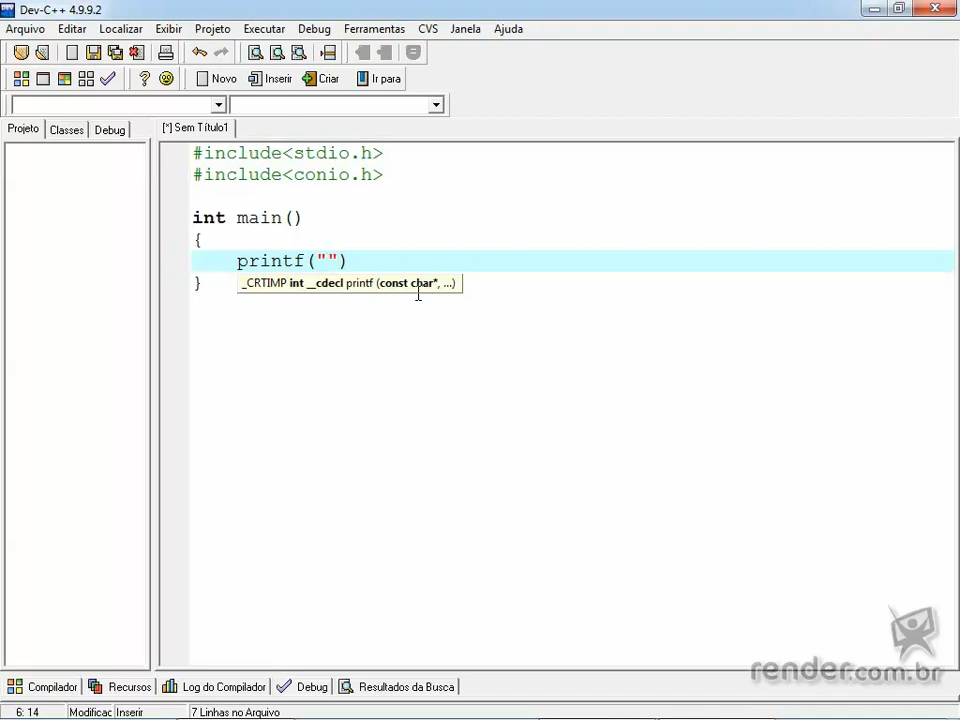 Dev-C++ 4.9.9.2
Arquivo Editar Localizar Exibir Projeto Executar Debug Ferramentas CVS Janela Ajuda
Novo Inserir Criar Ir para
Projeto Classes Debug [*] Sem Título1
#include<stdio.h>
#include<conio.h>
int main()
{
printf("")
_CRTIMP int __cdecl printf (const char*, ...)
}
render.com.br
Compilador Recursos Log do Compilador Debug Resultados da Busca
6: 14 Modificac Inserir 7 Linhas no Arquivo